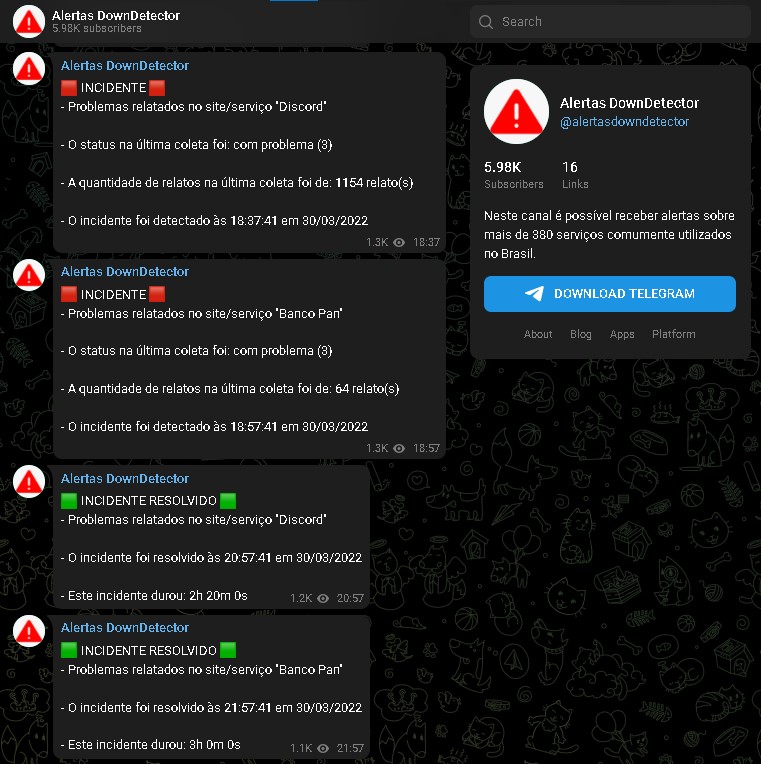 Alertas DownDetector
5.98K subscribers
Search
Alertas DownDetector
INCIDENTE
- Problemas relatados no site/serviço "Discord"
- O status na última coleta foi: com problema (3)
- A quantidade de relatos na última coleta foi de: 1154 relato(s)
- O incidente foi detectado às 18:37:41 em 30/03/2022
1.3K 18:37
Alertas DownDetector
INCIDENTE
- Problemas relatados no site/serviço "Banco Pan"
- O status na última coleta foi: com problema (3)
- A quantidade de relatos na última coleta foi de: 64 relato(s)
- O incidente foi detectado às 18:57:41 em 30/03/2022
1.3K 18:57
Alertas DownDetector
INCIDENTE RESOLVIDO
- Problemas relatados no site/serviço "Discord"
- O incidente foi resolvido às 20:57:41 em 30/03/2022
- Este incidente durou: 2h 20m 0s
1.2K 20:57
Alertas DownDetector
INCIDENTE RESOLVIDO
- Problemas relatados no site/serviço "Banco Pan"
- O incidente foi resolvido às 21:57:41 em 30/03/2022
- Este incidente durou: 3h 0m 0s
1.1K 21:57
Alertas DownDetector
@alertasdowndetector
5.98K 16
Subscribers Links
Neste canal é possível receber alertas sobre
mais de 380 serviços comumente utilizados
no Brasil.
DOWNLOAD TELEGRAM
About Blog Apps Platform